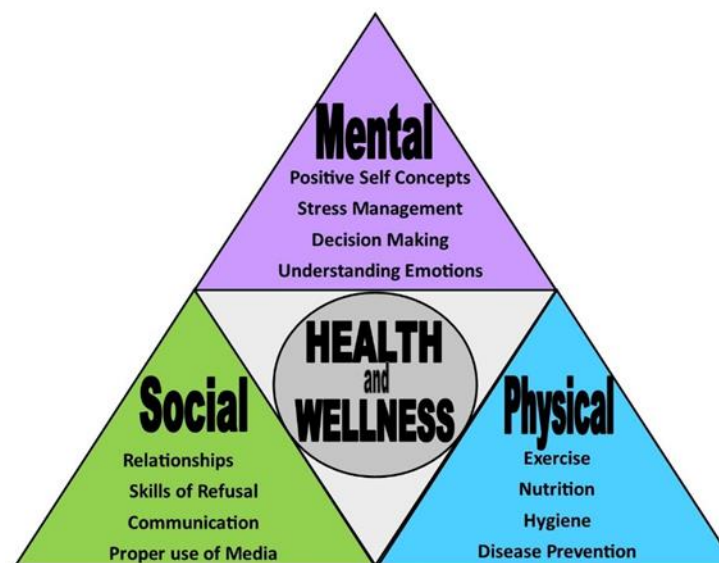 Mental
Positive Self Concepts
Stress Management
Decision Making
Understanding Emotions
HEALTH
and
WELLNESS
Social
Relationships
Skills of Refusal
Communication
Proper use of Media
Physical
Exercise
Nutrition
Hygiene
Disease Prevention